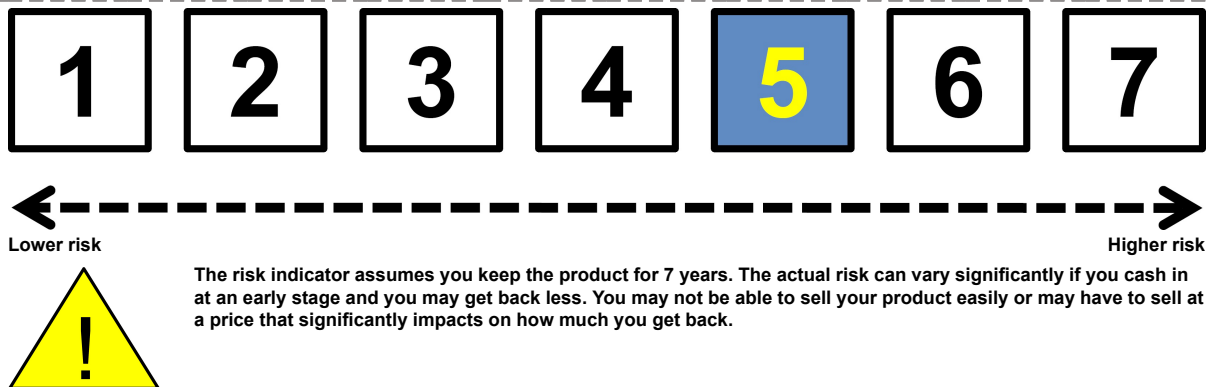 1 2 3 4 5 6 7
Lower risk Higher risk
The risk indicator assumes you keep the product for 7 years. The actual risk can vary significantly if you cash in
at an early stage and you may get back less. You may not be able to sell your product easily or may have to sell at
a price that significantly impacts on how much you get back.
!